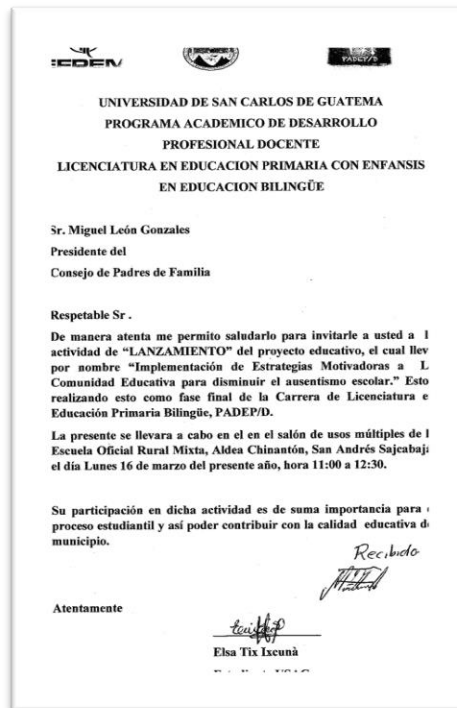 PADEP/D
UNIVERSIDAD DE SAN CARLOS DE GUATEMA
PROGRAMA ACADEMICO DE DESARROLLO
PROFESIONAL DOCENTE
LICENCIATURA EN EDUCACION PRIMARIA CON ENFANSIS
EN EDUCACION BILINGÜE
Sr. Miguel León Gonzales
Presidente del
Consejo de Padres de Familia
Respetable Sr .
De manera atenta me permito saludarlo para invitarle a usted a l
actividad de “LANZAMIENTO” del proyecto educativo, el cual llev
por nombre “Implementación de Estrategias Motivadoras a L
Comunidad Educativa para disminuir el ausentismo escolar.” Esto
realizando esto como fase final de la Carrera de Licenciatura e
Educación Primaria Bilingüe, PADEP/D.
La presente se llevara a cabo en el en el salón de usos múltiples de l
Escuela Oficial Rural Mixta, Aldea Chinantón, San Andrés Sajcabaja
el día Lunes 16 de marzo del presente año, hora 11:00 a 12:30.
Su participación en dicha actividad es de suma importancia para
proceso estudiantil y así poder contribuir con la calidad educativa d
municipio.
Recibido
Atentamente
Elsa Tix Ixcunà